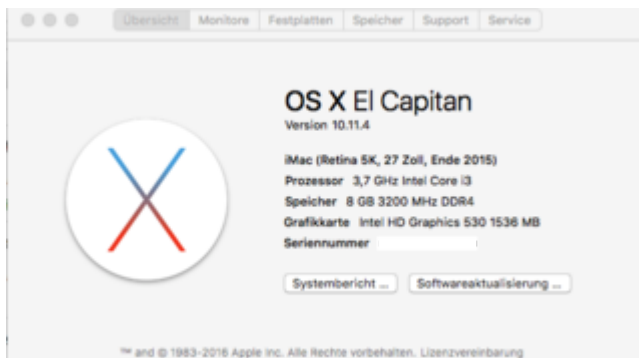 Übersicht Monitore Festplatten Speicher Support Service
OS X El Capitan
Version 10.11.4
iMac (Retina 5K, 27 Zoll, Ende 2015)
Prozessor 3,7 GHz Intel Core i3
Speicher 8 GB 3200 MHz DDR4
Grafikkarte Intel HD Graphics 530 1536 MB
Seriennummer
Systembericht ... Softwareaktualisierung ...
™ and © 1983-2016 Apple Inc. Alle Rechte vorbehalten. Lizenzvereinbarung